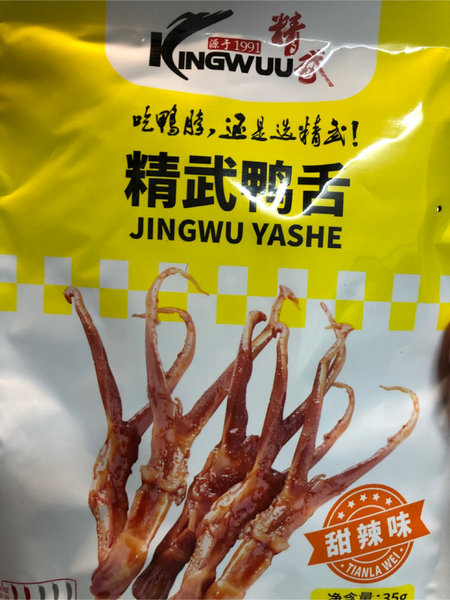 源于1991
KINGWUU 精武
吃鸭脖,还是选精武!
精武鸭舌
JINGWU YASHE
甜辣味
TIANLA WEI
净含量:35g